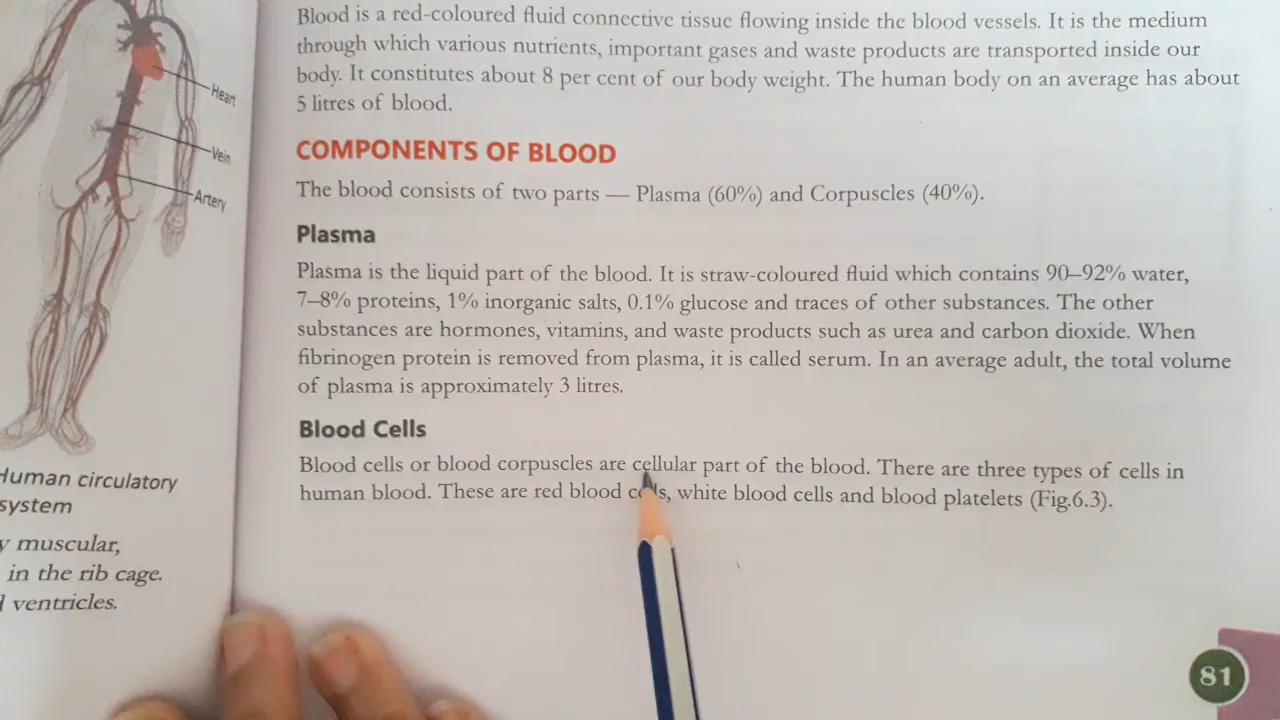 Heart
Vein
Artery
Human circulatory
system
y muscular,
in the rib cage.
ventricles.
Blood is a red-coloured fluid connective tissue flowing inside the blood vessels. It is the medium
through which various nutrients, important gases and waste products are transported inside our
body. It constitutes about 8 per cent of our body weight. The human body on an average has about
5 litres of blood.
COMPONENTS OF BLOOD
The blood consists of two parts — Plasma (60%) and Corpuscles (40%).
Plasma
Plasma is the liquid part of the blood. It is straw-coloured fluid which contains 90–92% water,
7–8% proteins, 1% inorganic salts, 0.1% glucose and traces of other substances. The other
substances are hormones, vitamins, and waste products such as urea and carbon dioxide. When
fibrinogen protein is removed from plasma, it is called serum. In an average adult, the total volume
of plasma is approximately 3 litres.
Blood Cells
Blood cells or blood corpuscles are cellular part of the blood. There are three types of cells in
human blood. These are red blood cells, white blood cells and blood platelets (Fig.6.3).
81